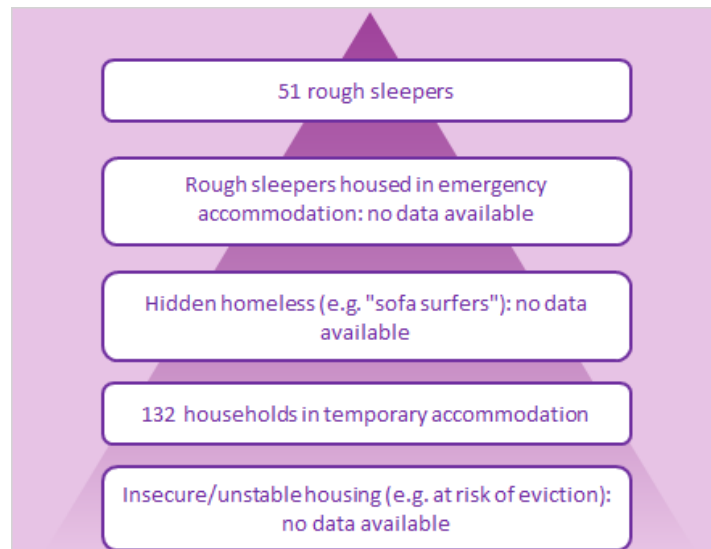 51 rough sleepers
Rough sleepers housed in emergency
accommodation: no data available
Hidden homeless (e.g. "sofa surfers"): no data
available
132 households in temporary accommodation
Insecure/unstable housing (e.g. at risk of eviction):
no data available